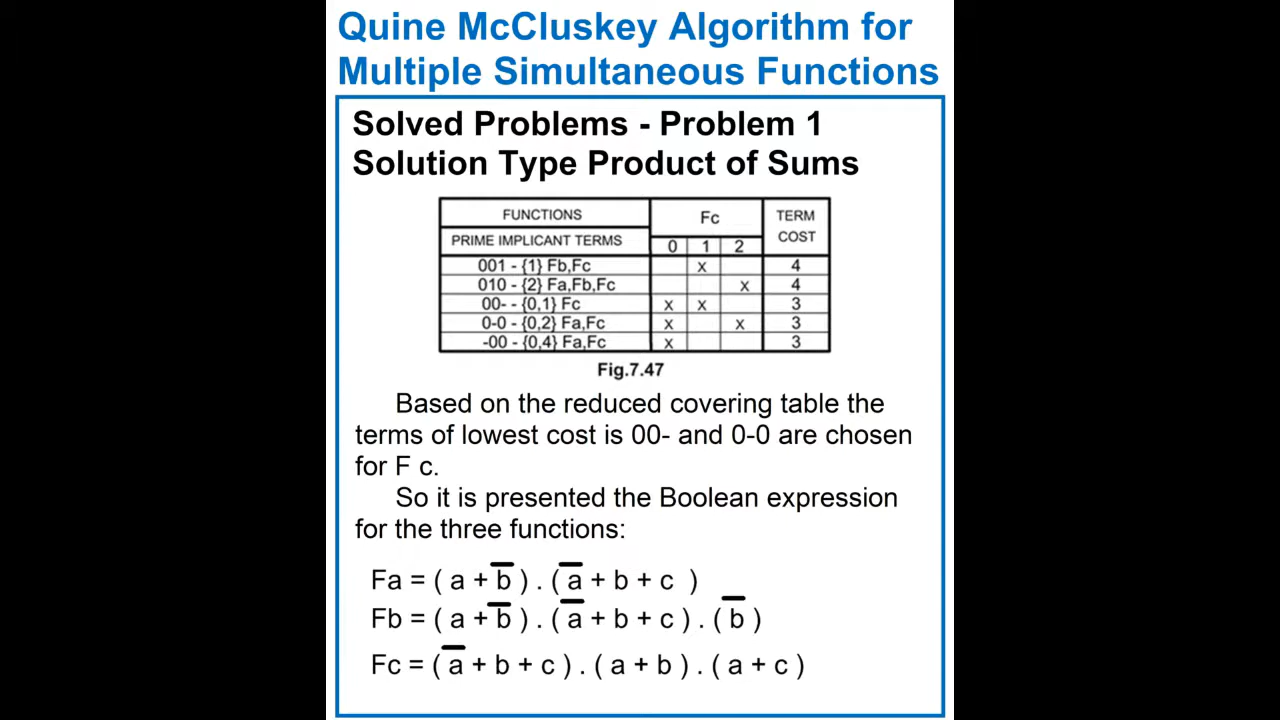 Quine McCluskey Algorithm for
Multiple Simultaneous Functions
Solved Problems - Problem 1
Solution Type Product of Sums
FUNCTIONS Fc TERM COST
PRIME IMPLICANT TERMS 0 1 2
001 - {1} Fb,Fc x 4
010 - {2} Fa,Fb,Fc x 4
00- - {0,1} Fc x x 3
0-0 - {0,2} Fa,Fc x x 3
-00 - {0,4} Fa,Fc x 3
Fig.7.47
Based on the reduced covering table the
terms of lowest cost is 00- and 0-0 are chosen
for F c.
So it is presented the Boolean expression
for the three functions:
Fa = ( a + b̅ ) . ( a̅ + b + c )
Fb = ( a + b̅ ) . ( a̅ + b + c ) . ( b̅ )
Fc = ( a̅ + b + c ) . ( a + b ) . ( a + c )